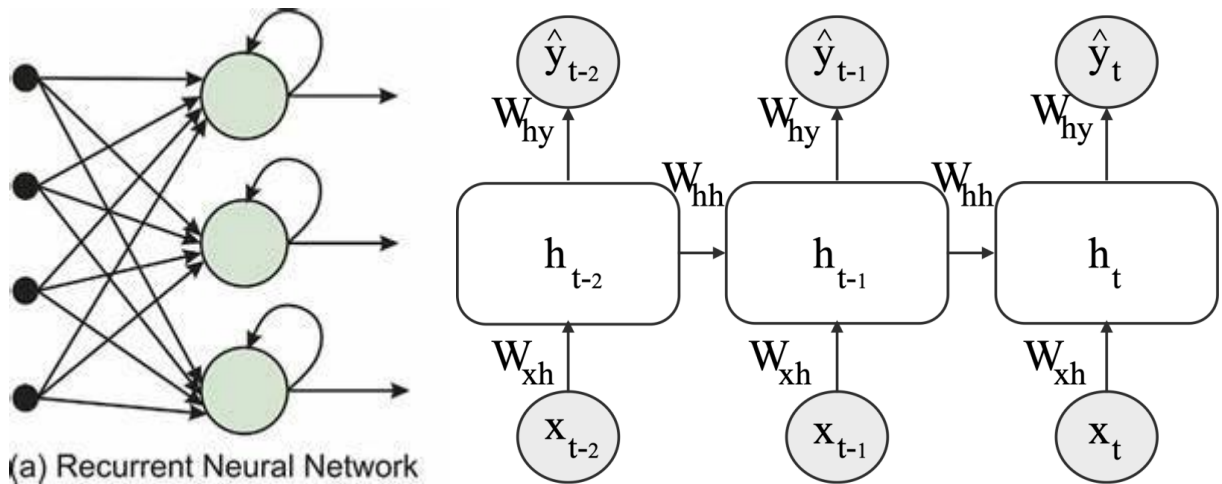 ŷ t-2 ŷ t-1 ŷ t
W hy W hy W hy
W hh W hh
h t-2 h t-1 h t
W xh W xh W xh
x t-2 x t-1 x t
(a) Recurrent Neural Network